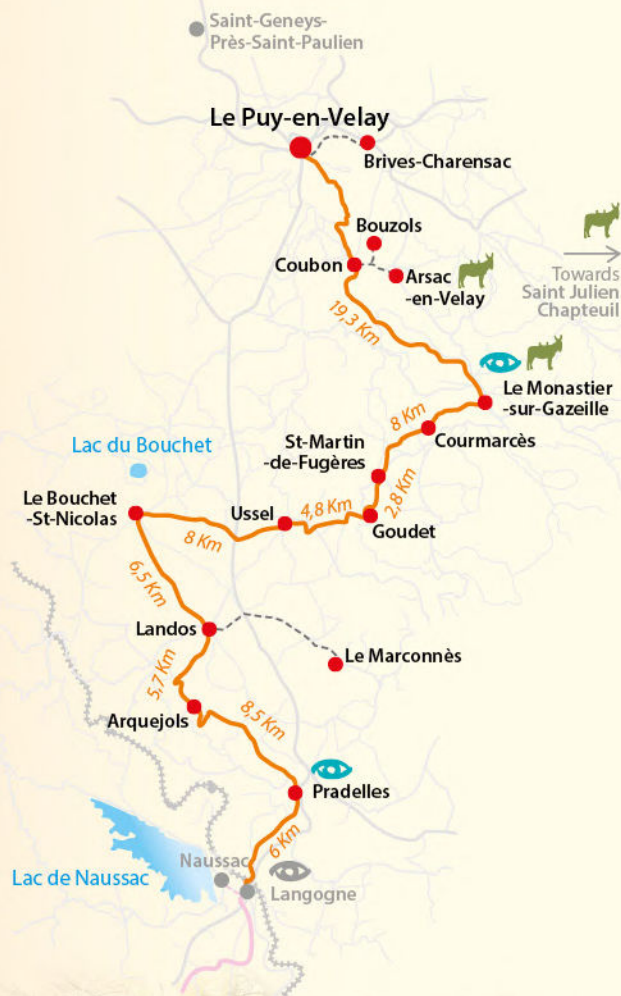 Saint-Geneys-
Près-Saint-Paulien
Le Puy-en-Velay
Brives-Charensac
Bouzols
Coubon
Arsac
-en-Velay
Towards
Saint Julien
Chapteuil
19,3 Km
Le Monastier
-sur-Gazeille
8 Km
Courmarcès
St-Martin
-de-Fugères
2,8 Km
Lac du Bouchet
Le Bouchet
-St-Nicolas
Ussel
4,8 Km
Goudet
8 Km
6,5 Km
Landos
Le Marconnès
5,7 Km
Arquejols
8,5 Km
Pradelles
6 Km
Naussac
Lac de Naussac
Langogne